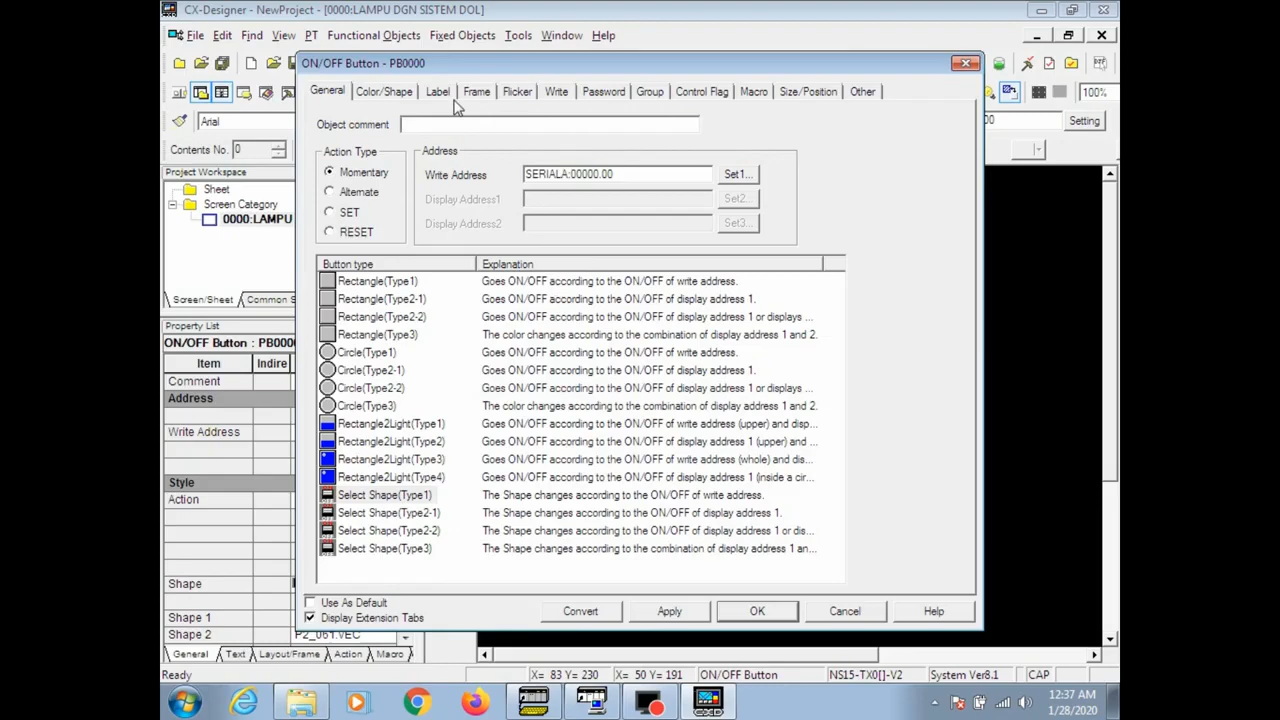 CX-Designer - NewProject - [0000:LAMPU DGN SISTEM DOL]
File Edit Find View PT Functional Objects Fixed Objects Tools Window Help
ON/OFF Button - PB0000
General Color/Shape Label Frame Flicker Write Password Group Control Flag Macro Size/Position Other
100%
Arial
Object comment
00
Setting
Contents No. 0
Action Type
Address
Project Workspace
Momentary
Write Address SERIALA:00000.00 Set1...
Sheet
Alternate
Display Address1 Set2...
Screen Category
SET
0000:LAMPU
Display Address2 Set3...
RESET
Button type Explanation
Rectangle(Type1) Goes ON/OFF according to the ON/OFF of write address.
Screen/Sheet Common S
Rectangle(Type2-1) Goes ON/OFF according to the ON/OFF of display address 1.
Rectangle(Type2-2) Goes ON/OFF according to the ON/OFF of display address 1 or displays ...
Property List
Rectangle(Type3) The color changes according to the combination of display address 1 and 2.
ON/OFF Button : PB0000
Circle(Type1) Goes ON/OFF according to the ON/OFF of write address.
Item Indire
Circle(Type2-1) Goes ON/OFF according to the ON/OFF of display address 1.
Comment
Circle(Type2-2) Goes ON/OFF according to the ON/OFF of display address 1 or displays ...
Address
Circle(Type3) The color changes according to the combination of display address 1 and 2.
Rectangle2Light(Type1) Goes ON/OFF according to the ON/OFF of write address (upper) and disp...
Write Address
Rectangle2Light(Type2) Goes ON/OFF according to the ON/OFF of display address 1 (upper) and ...
Rectangle2Light(Type3) Goes ON/OFF according to the ON/OFF of write address (whole) and dis...
Rectangle2Light(Type4) Goes ON/OFF according to the ON/OFF of display address 1 (inside a cir...
Style
Select Shape(Type1) The Shape changes according to the ON/OFF of write address.
Action
Select Shape(Type2-1) The Shape changes according to the ON/OFF of display address 1.
Select Shape(Type2-2) The Shape changes according to the ON/OFF of display address 1 or dis...
Select Shape(Type3) The Shape changes according to the combination of display address 1 an...
Shape
Use As Default
Convert Apply OK Cancel Help
Shape 1
Display Extension Tabs
Shape 2 P2_061.VEC
General Text Layout/Frame Action Macro
Ready X= 83 Y= 230 X= 50 Y= 191 ON/OFF Button NS15-TX0[]-V2 System Ver8.1 CAP
12:37 AM
1/28/2020